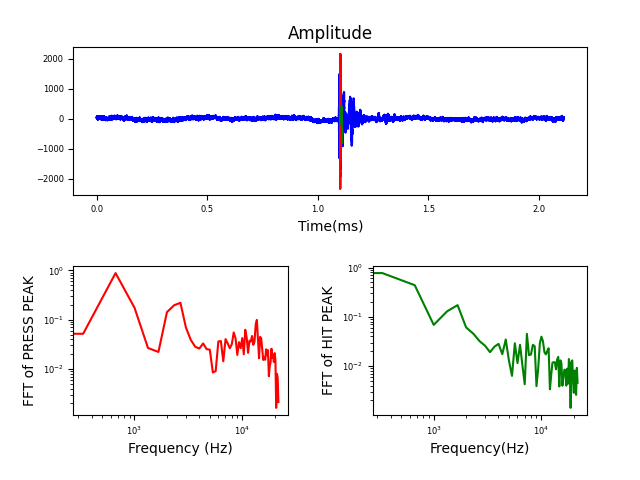 Amplitude
2000
1000
0
−1000
−2000
0.0 0.5 1.0 1.5 2.0
Time(ms)
FFT of PRESS PEAK
10⁰
10⁻¹
10⁻²
10³ 10⁴
Frequency (Hz)
FFT of HIT PEAK
10⁰
10⁻¹
10⁻²
10³ 10⁴
Frequency(Hz)